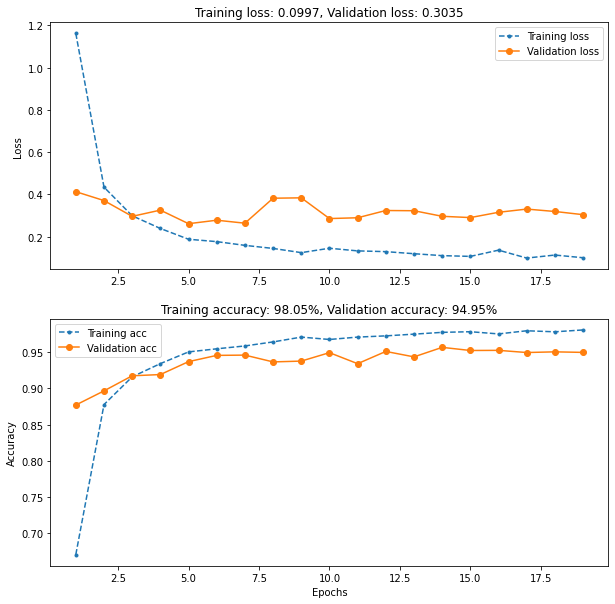 Training loss: 0.0997, Validation loss: 0.3035
1.2
1.0
0.8
0.6
0.4
0.2
Loss
Training loss
Validation loss
2.5 5.0 7.5 10.0 12.5 15.0 17.5
Training accuracy: 98.05%, Validation accuracy: 94.95%
Training acc
Validation acc
0.95
0.90
0.85
0.80
0.75
0.70
Accuracy
2.5 5.0 7.5 10.0 12.5 15.0 17.5
Epochs